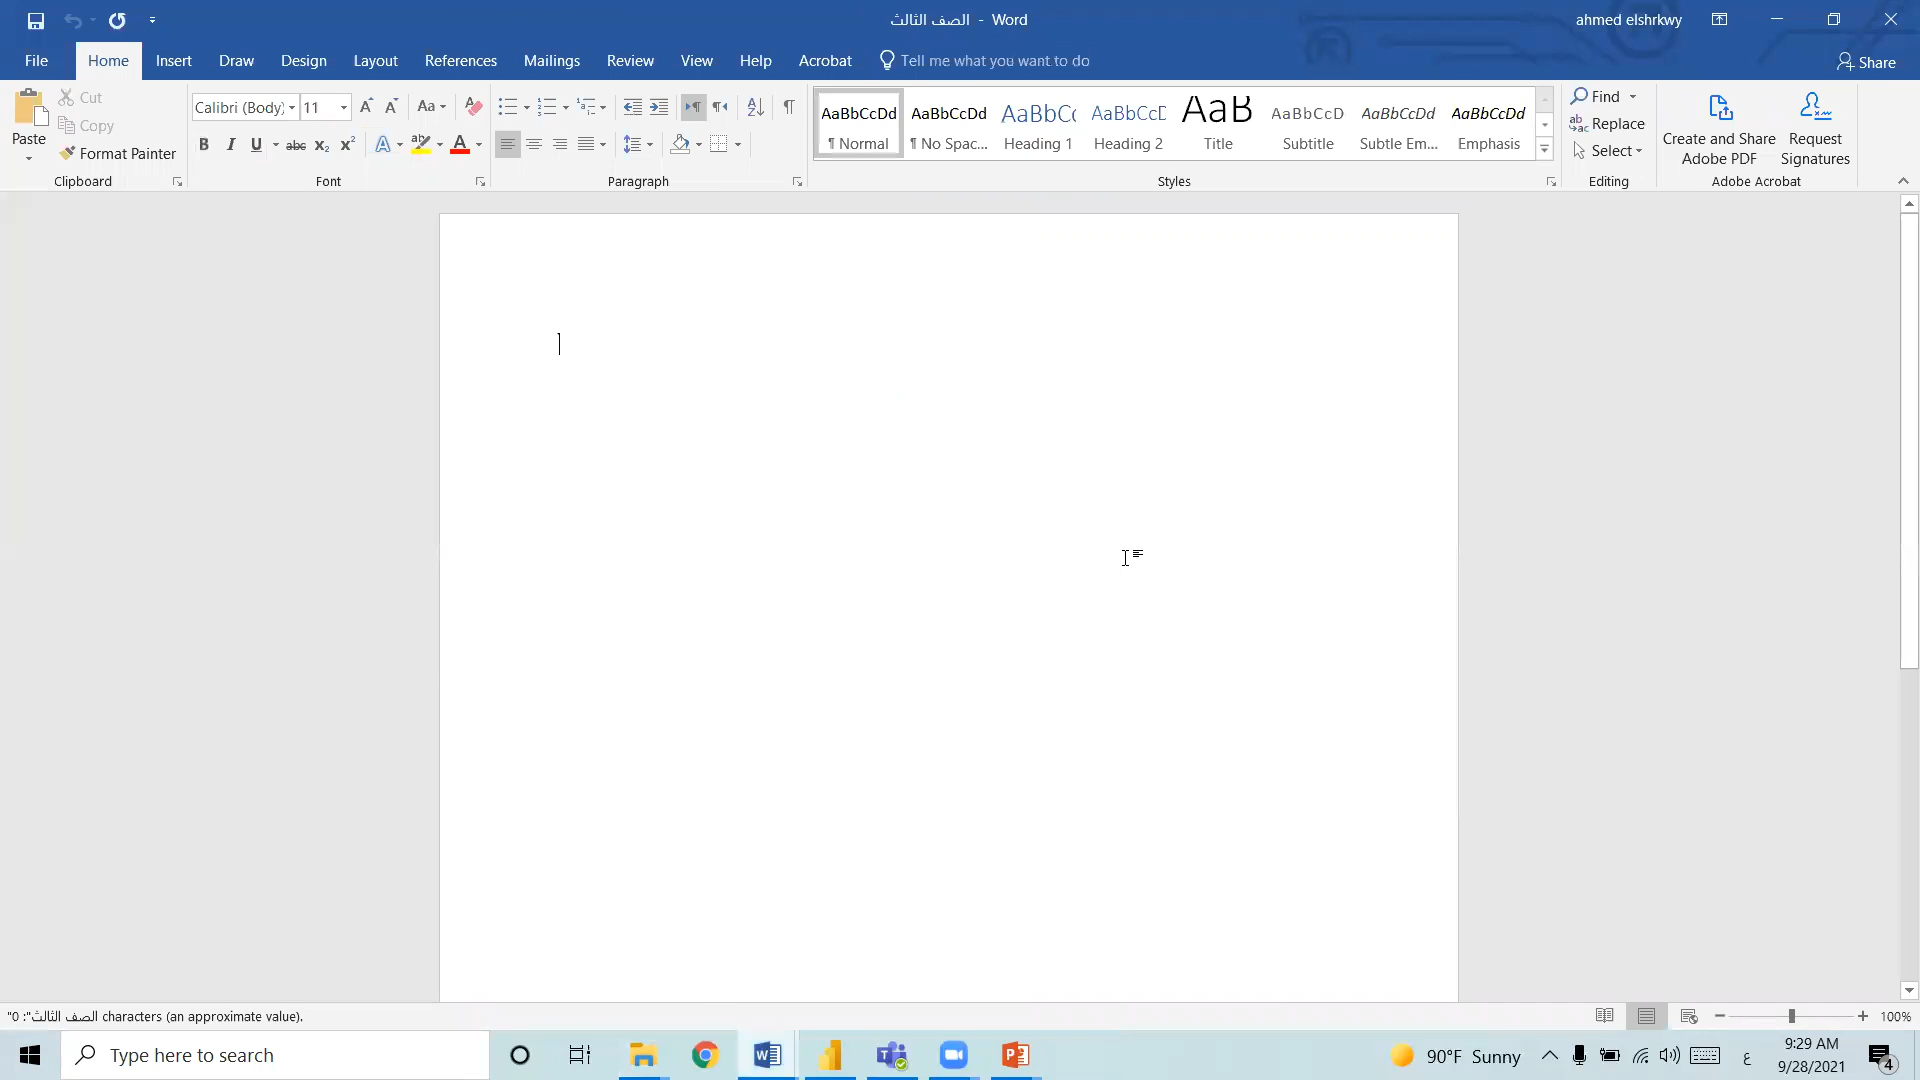 الصف الثالث - Word
ahmed elshrkwy
File Home Insert Draw Design Layout References Mailings Review View Help Acrobat Tell me what you want to do
Share
Paste
Cut
Copy
Format Painter
Clipboard
Calibri (Body) 11
Font
Paragraph
AaBbCcDd AaBbCcDd AaBbCc AaBbCcD AaB AaBbCcD AaBbCcDd AaBbCcDd
¶ Normal ¶ No Spac... Heading 1 Heading 2 Title Subtitle Subtle Em... Emphasis
Styles
Find
Replace
Select
Editing
Create and Share Adobe PDF
Request Signatures
Adobe Acrobat
"الصف الثالث": 0 characters (an approximate value).
100%
Type here to search
90°F Sunny
ع
9:29 AM
9/28/2021
4